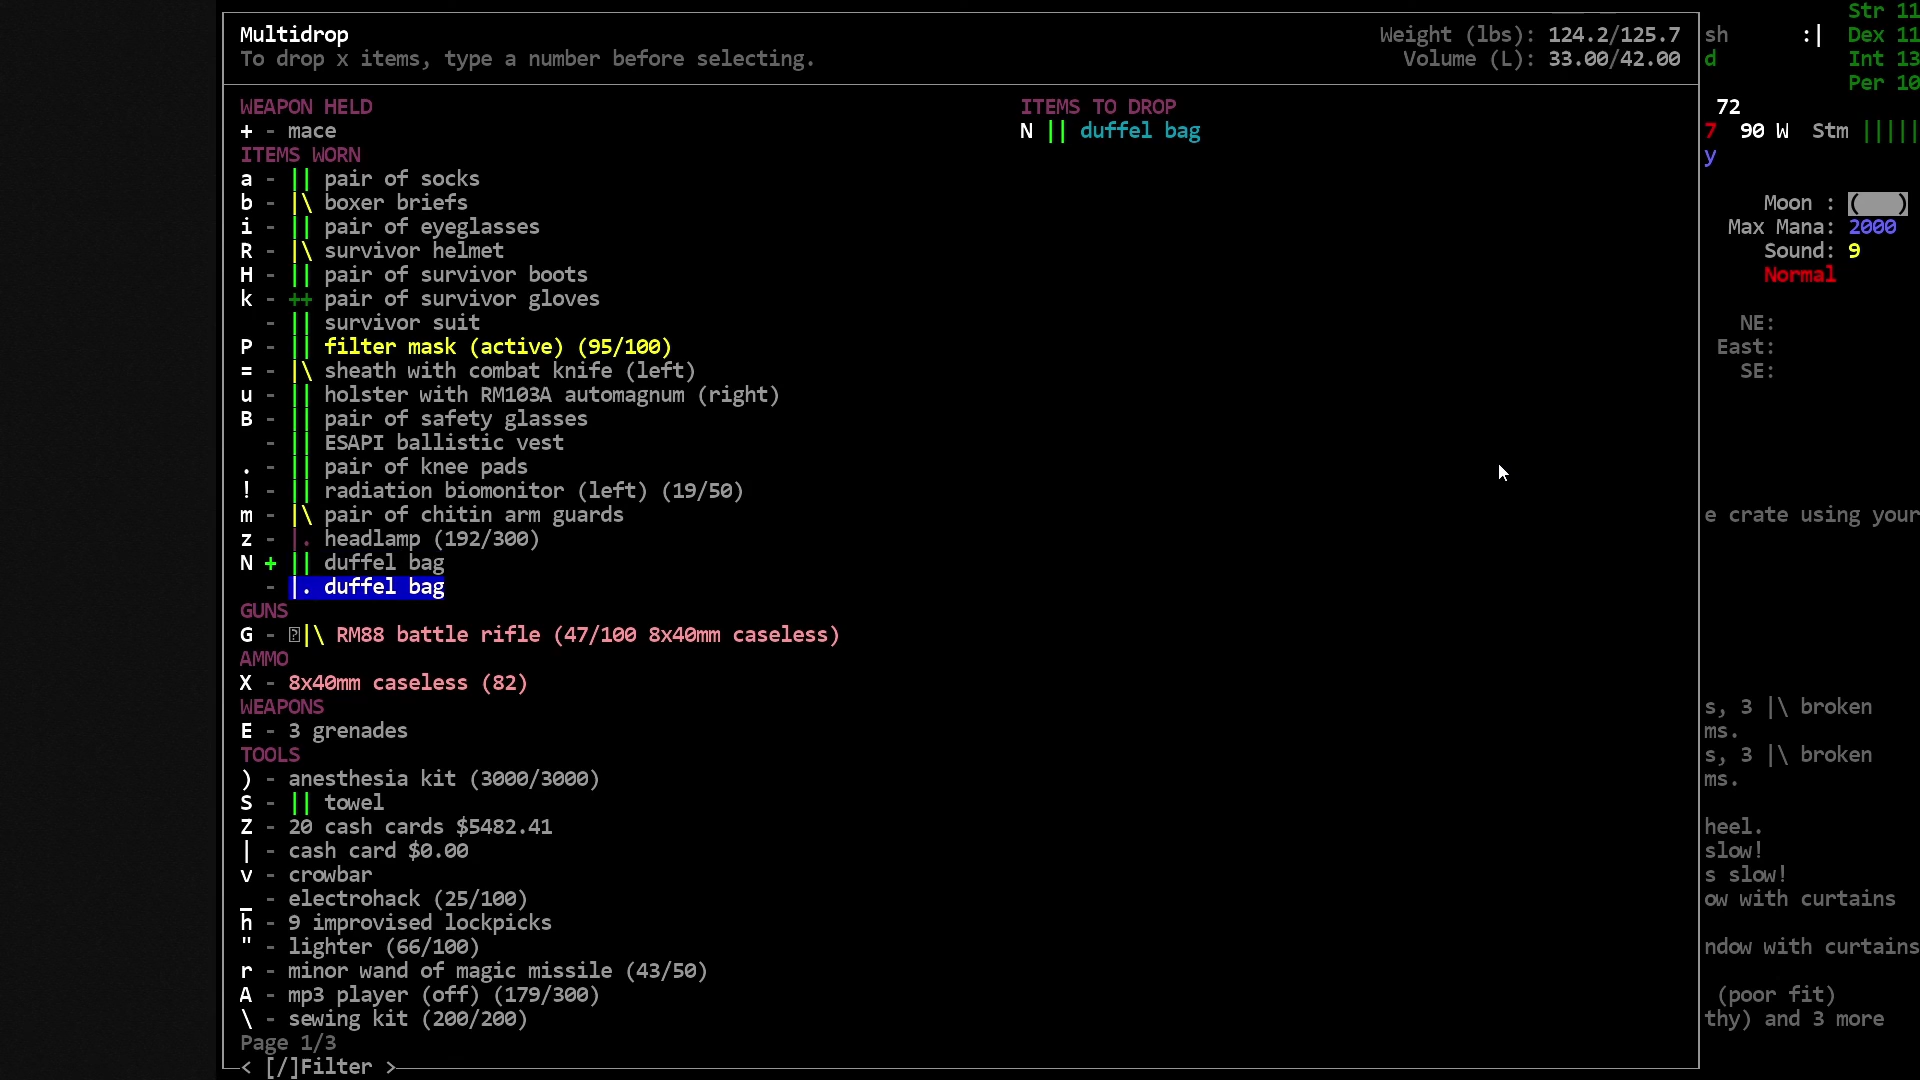 Multidrop
To drop x items, type a number before selecting.
Weight (lbs): 124.2/125.7
Volume (L): 33.00/42.00
WEAPON HELD
+ - mace
ITEMS WORN
a - || pair of socks
b - |\ boxer briefs
i - || pair of eyeglasses
R - |\ survivor helmet
H - || pair of survivor boots
k - ++ pair of survivor gloves
- || survivor suit
P - || filter mask (active) (95/100)
= - |\ sheath with combat knife (left)
u - || holster with RM103A automagnum (right)
B - || pair of safety glasses
- || ESAPI ballistic vest
. - || pair of knee pads
! - || radiation biomonitor (left) (19/50)
m - |\ pair of chitin arm guards
z - |. headlamp (192/300)
N + || duffel bag
- |. duffel bag
GUNS
G - |\ RM88 battle rifle (47/100 8x40mm caseless)
AMMO
X - 8x40mm caseless (82)
WEAPONS
E - 3 grenades
TOOLS
) - anesthesia kit (3000/3000)
S - || towel
Z - 20 cash cards $5482.41
| - cash card $0.00
v - crowbar
_ - electrohack (25/100)
h - 9 improvised lockpicks
" - lighter (66/100)
r - minor wand of magic missile (43/50)
A - mp3 player (off) (179/300)
\ - sewing kit (200/200)
Page 1/3
< [/]Filter >
ITEMS TO DROP
N || duffel bag
Str 11
sh :| Dex 11
d Int 13
Per 10
72
7 90 W Stm |||||
y
Moon : ( )
Max Mana: 2000
Sound: 9
Normal
NE:
East:
SE:
e crate using your
s, 3 |\ broken
ms.
s, 3 |\ broken
ms.
heel.
slow!
s slow!
ow with curtains
ndow with curtains
(poor fit)
thy) and 3 more